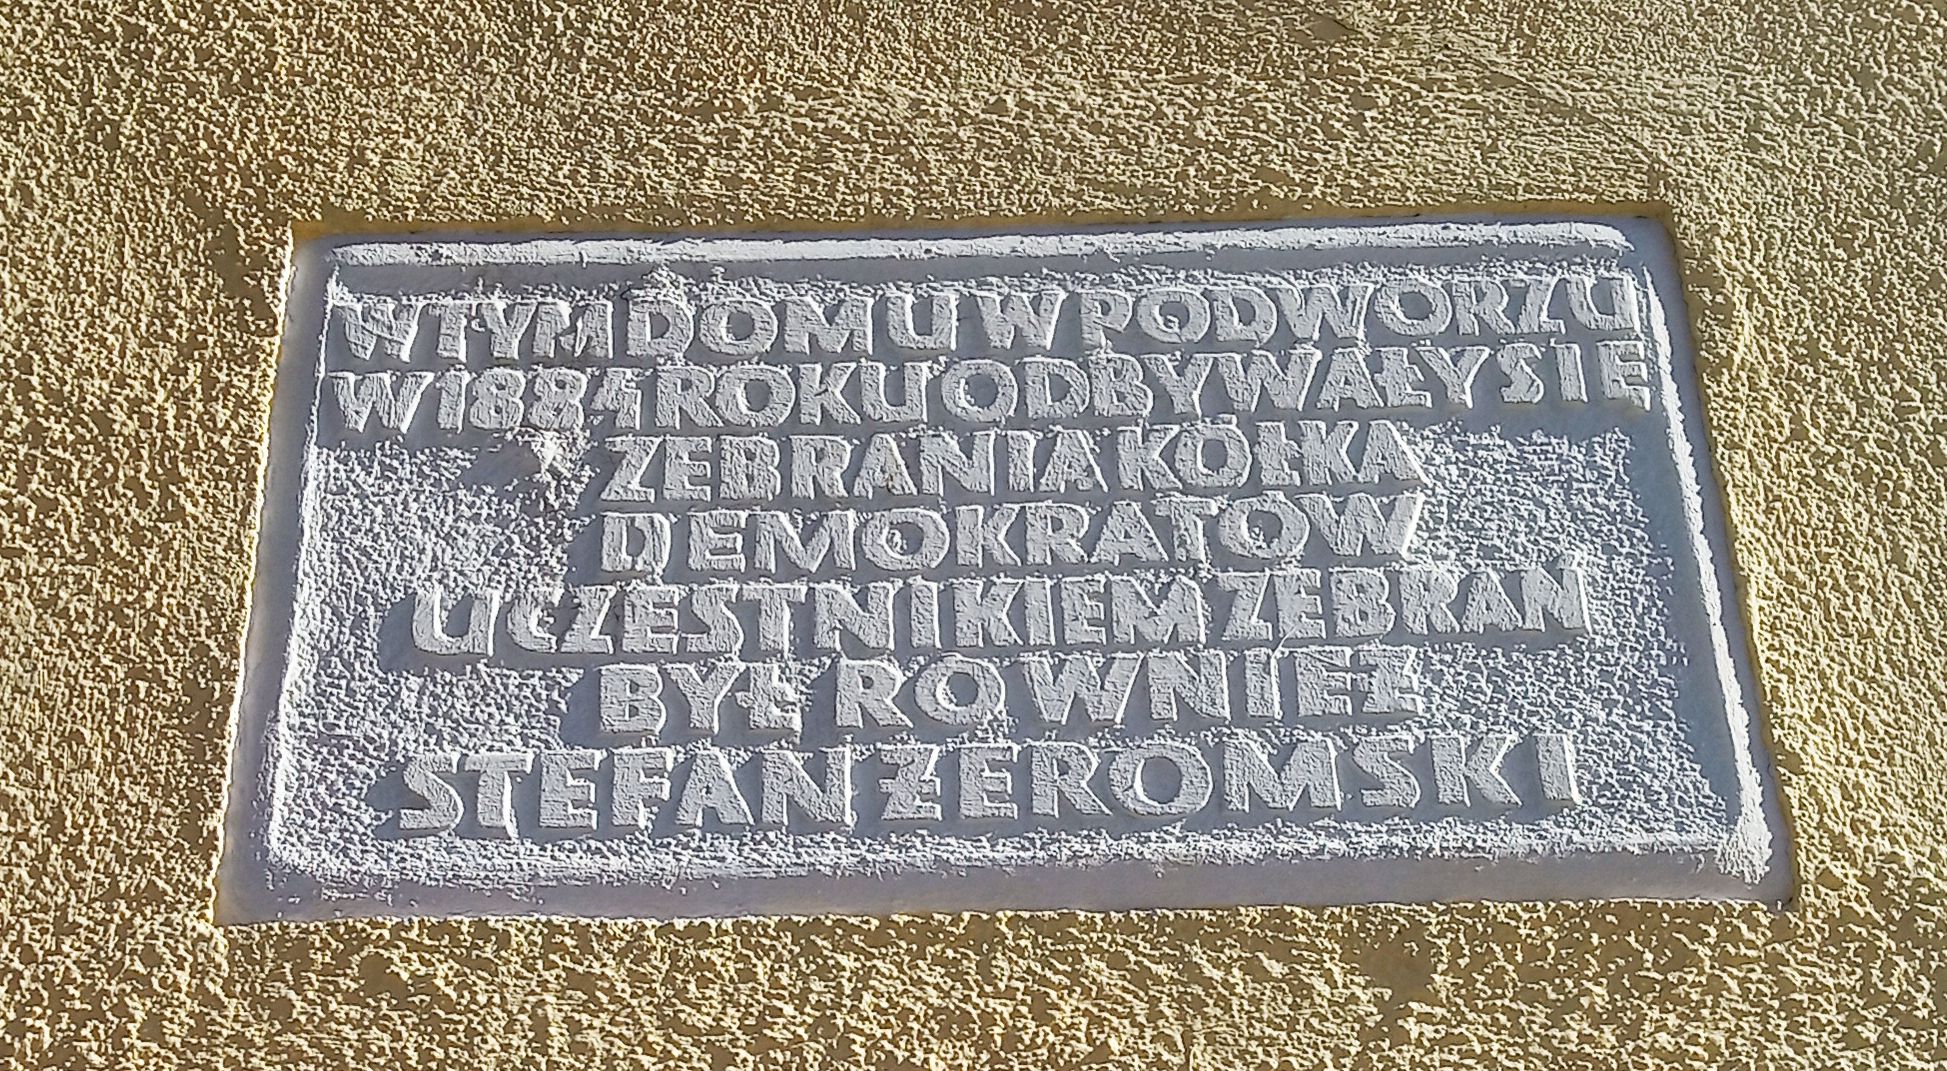 W TYM DOMU W PODWÓRZU
W 1884 ROKU ODBYWAŁY SIĘ
ZEBRANIA KÓŁKA
DEMOKRATÓW
UCZESTNIKIEM ZEBRAŃ
BYŁ RÓWNIEŻ
STEFAN ŻEROMSKI